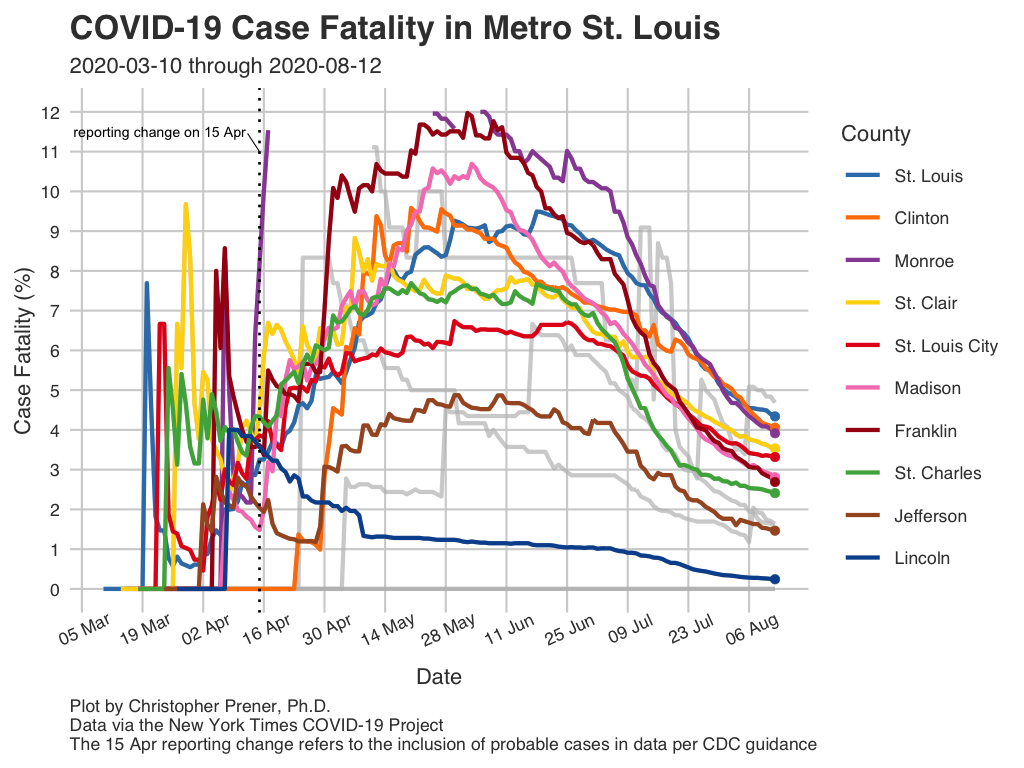 COVID-19 Case Fatality in Metro St. Louis
2020-03-10 through 2020-08-12
reporting change on 15 Apr
Case Fatality (%)
12
11
10
9
8
7
6
5
4
3
2
1
0
05 Mar
19 Mar
02 Apr
16 Apr
30 Apr
14 May
28 May
11 Jun
25 Jun
09 Jul
23 Jul
06 Aug
Date
County
St. Louis
Clinton
Monroe
St. Clair
St. Louis City
Madison
Franklin
St. Charles
Jefferson
Lincoln
Plot by Christopher Prener, Ph.D.
Data via the New York Times COVID-19 Project
The 15 Apr reporting change refers to the inclusion of probable cases in data per CDC guidance